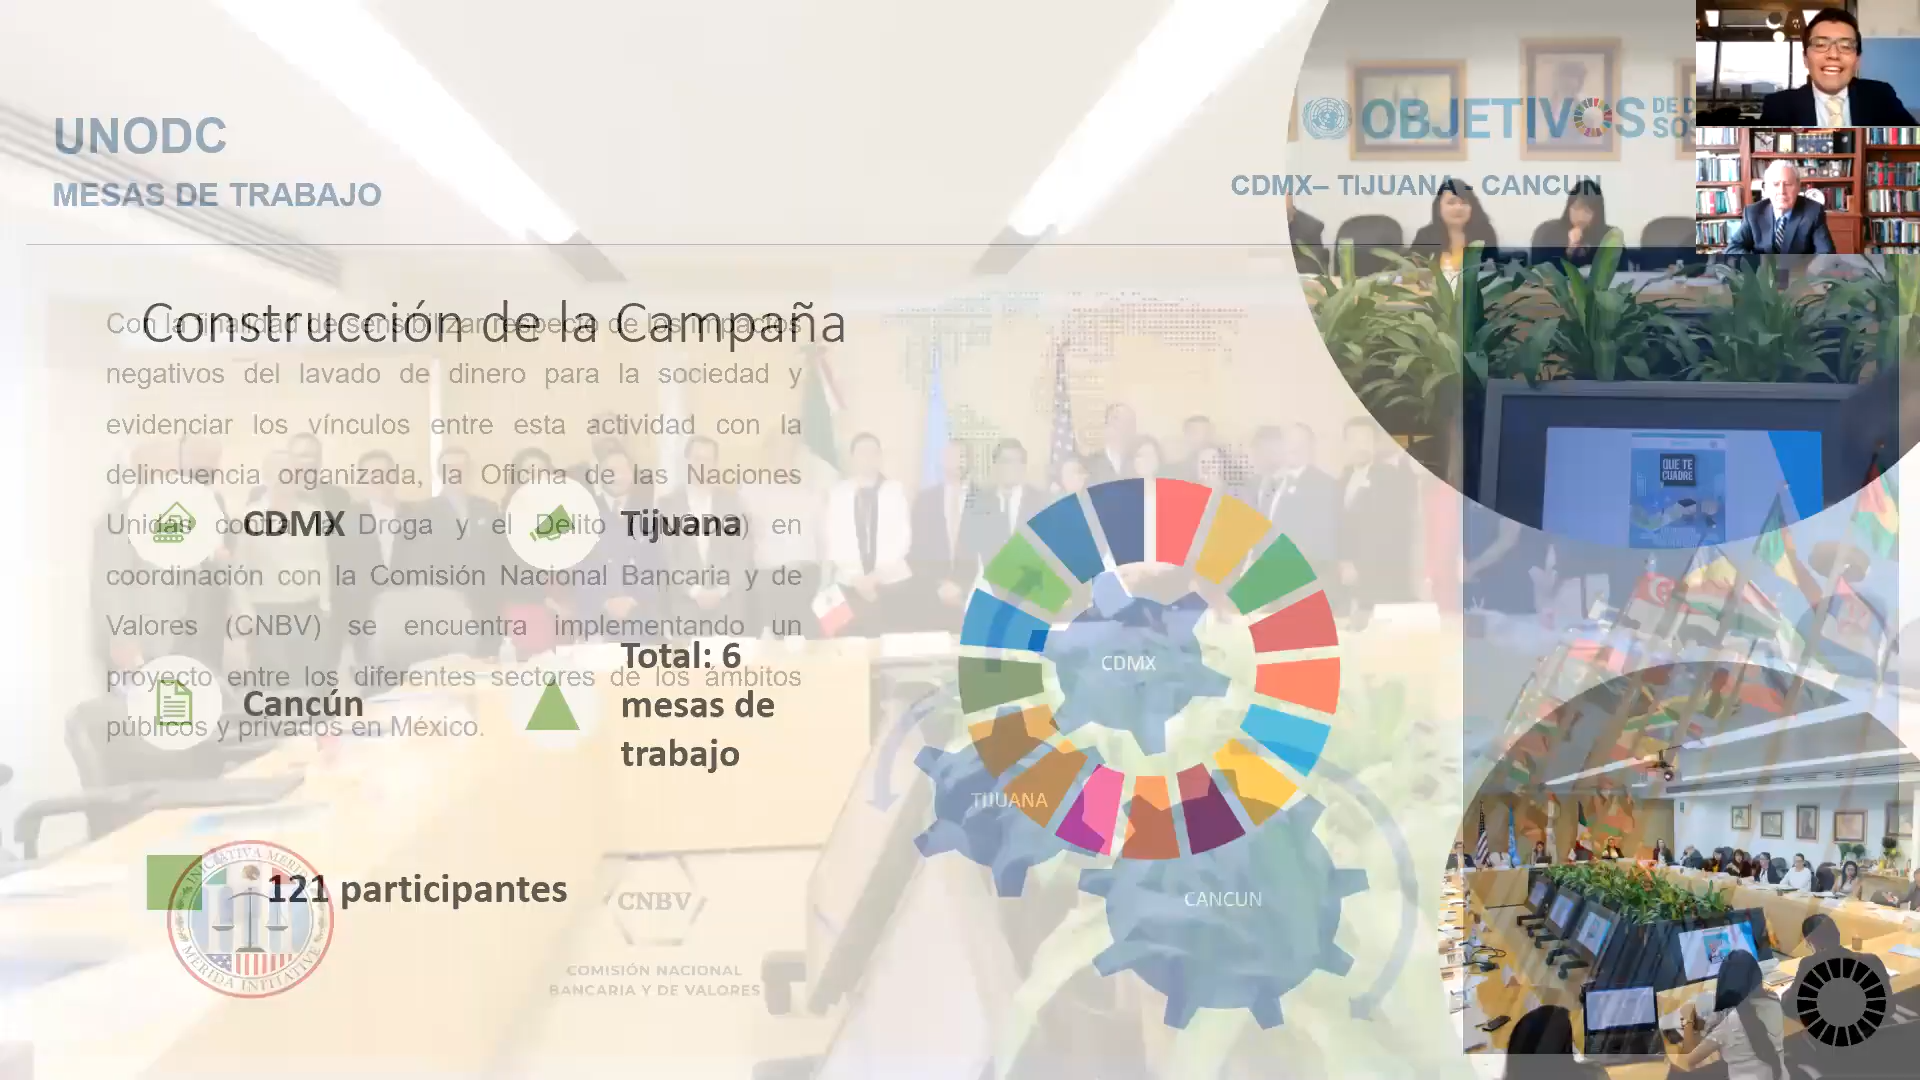 UNODC
MESAS DE TRABAJO
OBJETIVOS
CDMX– TIJUANA - CANCUN
Construcción de la Campaña
Con la finalidad de sensibilizar respecto de los impactos
negativos del lavado de dinero para la sociedad y
evidenciar los vínculos entre esta actividad con la
delincuencia organizada, la Oficina de las Naciones
Unidas contra la Droga y el Delito (UNODC) en
coordinación con la Comisión Nacional Bancaria y de
Valores (CNBV) se encuentra implementando un
proyecto entre los diferentes sectores de los ámbitos
públicos y privados en México.
CDMX
Tijuana
Cancún
Total: 6
mesas de
trabajo
121 participantes
INICIATIVA MERIDA
MERIDA INITIATIVE
CNBV
COMISIÓN NACIONAL
BANCARIA Y DE VALORES
CDMX
TIJUANA
CANCUN
QUE TE
CUADRE